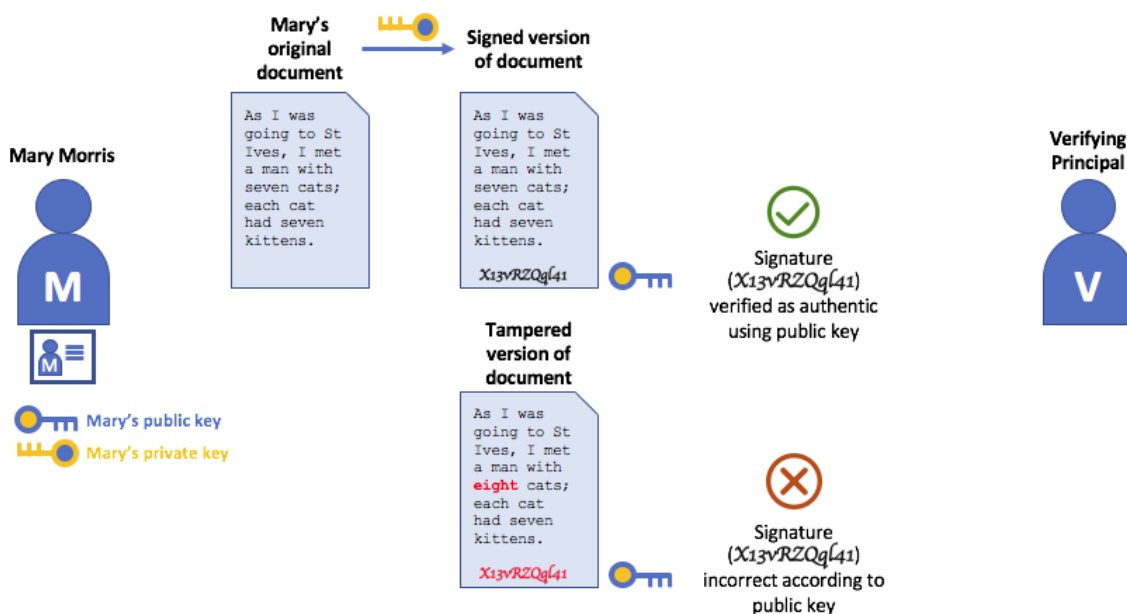 Mary's
original
document
Signed version
of document
As I was
going to St
Ives, I met
a man with
seven cats;
each cat
had seven
kittens.
As I was
going to St
Ives, I met
a man with
seven cats;
each cat
had seven
kittens.
X13vRZQql41
Mary Morris
M
M
Mary's public key
Mary's private key
Signature
(X13vRZQql41)
verified as authentic
using public key
Verifying
Principal
V
Tampered
version of
document
As I was
going to St
Ives, I met
a man with
eight cats;
each cat
had seven
kittens.
X13vRZQql41
Signature
(X13vRZQql41)
incorrect according to
public key